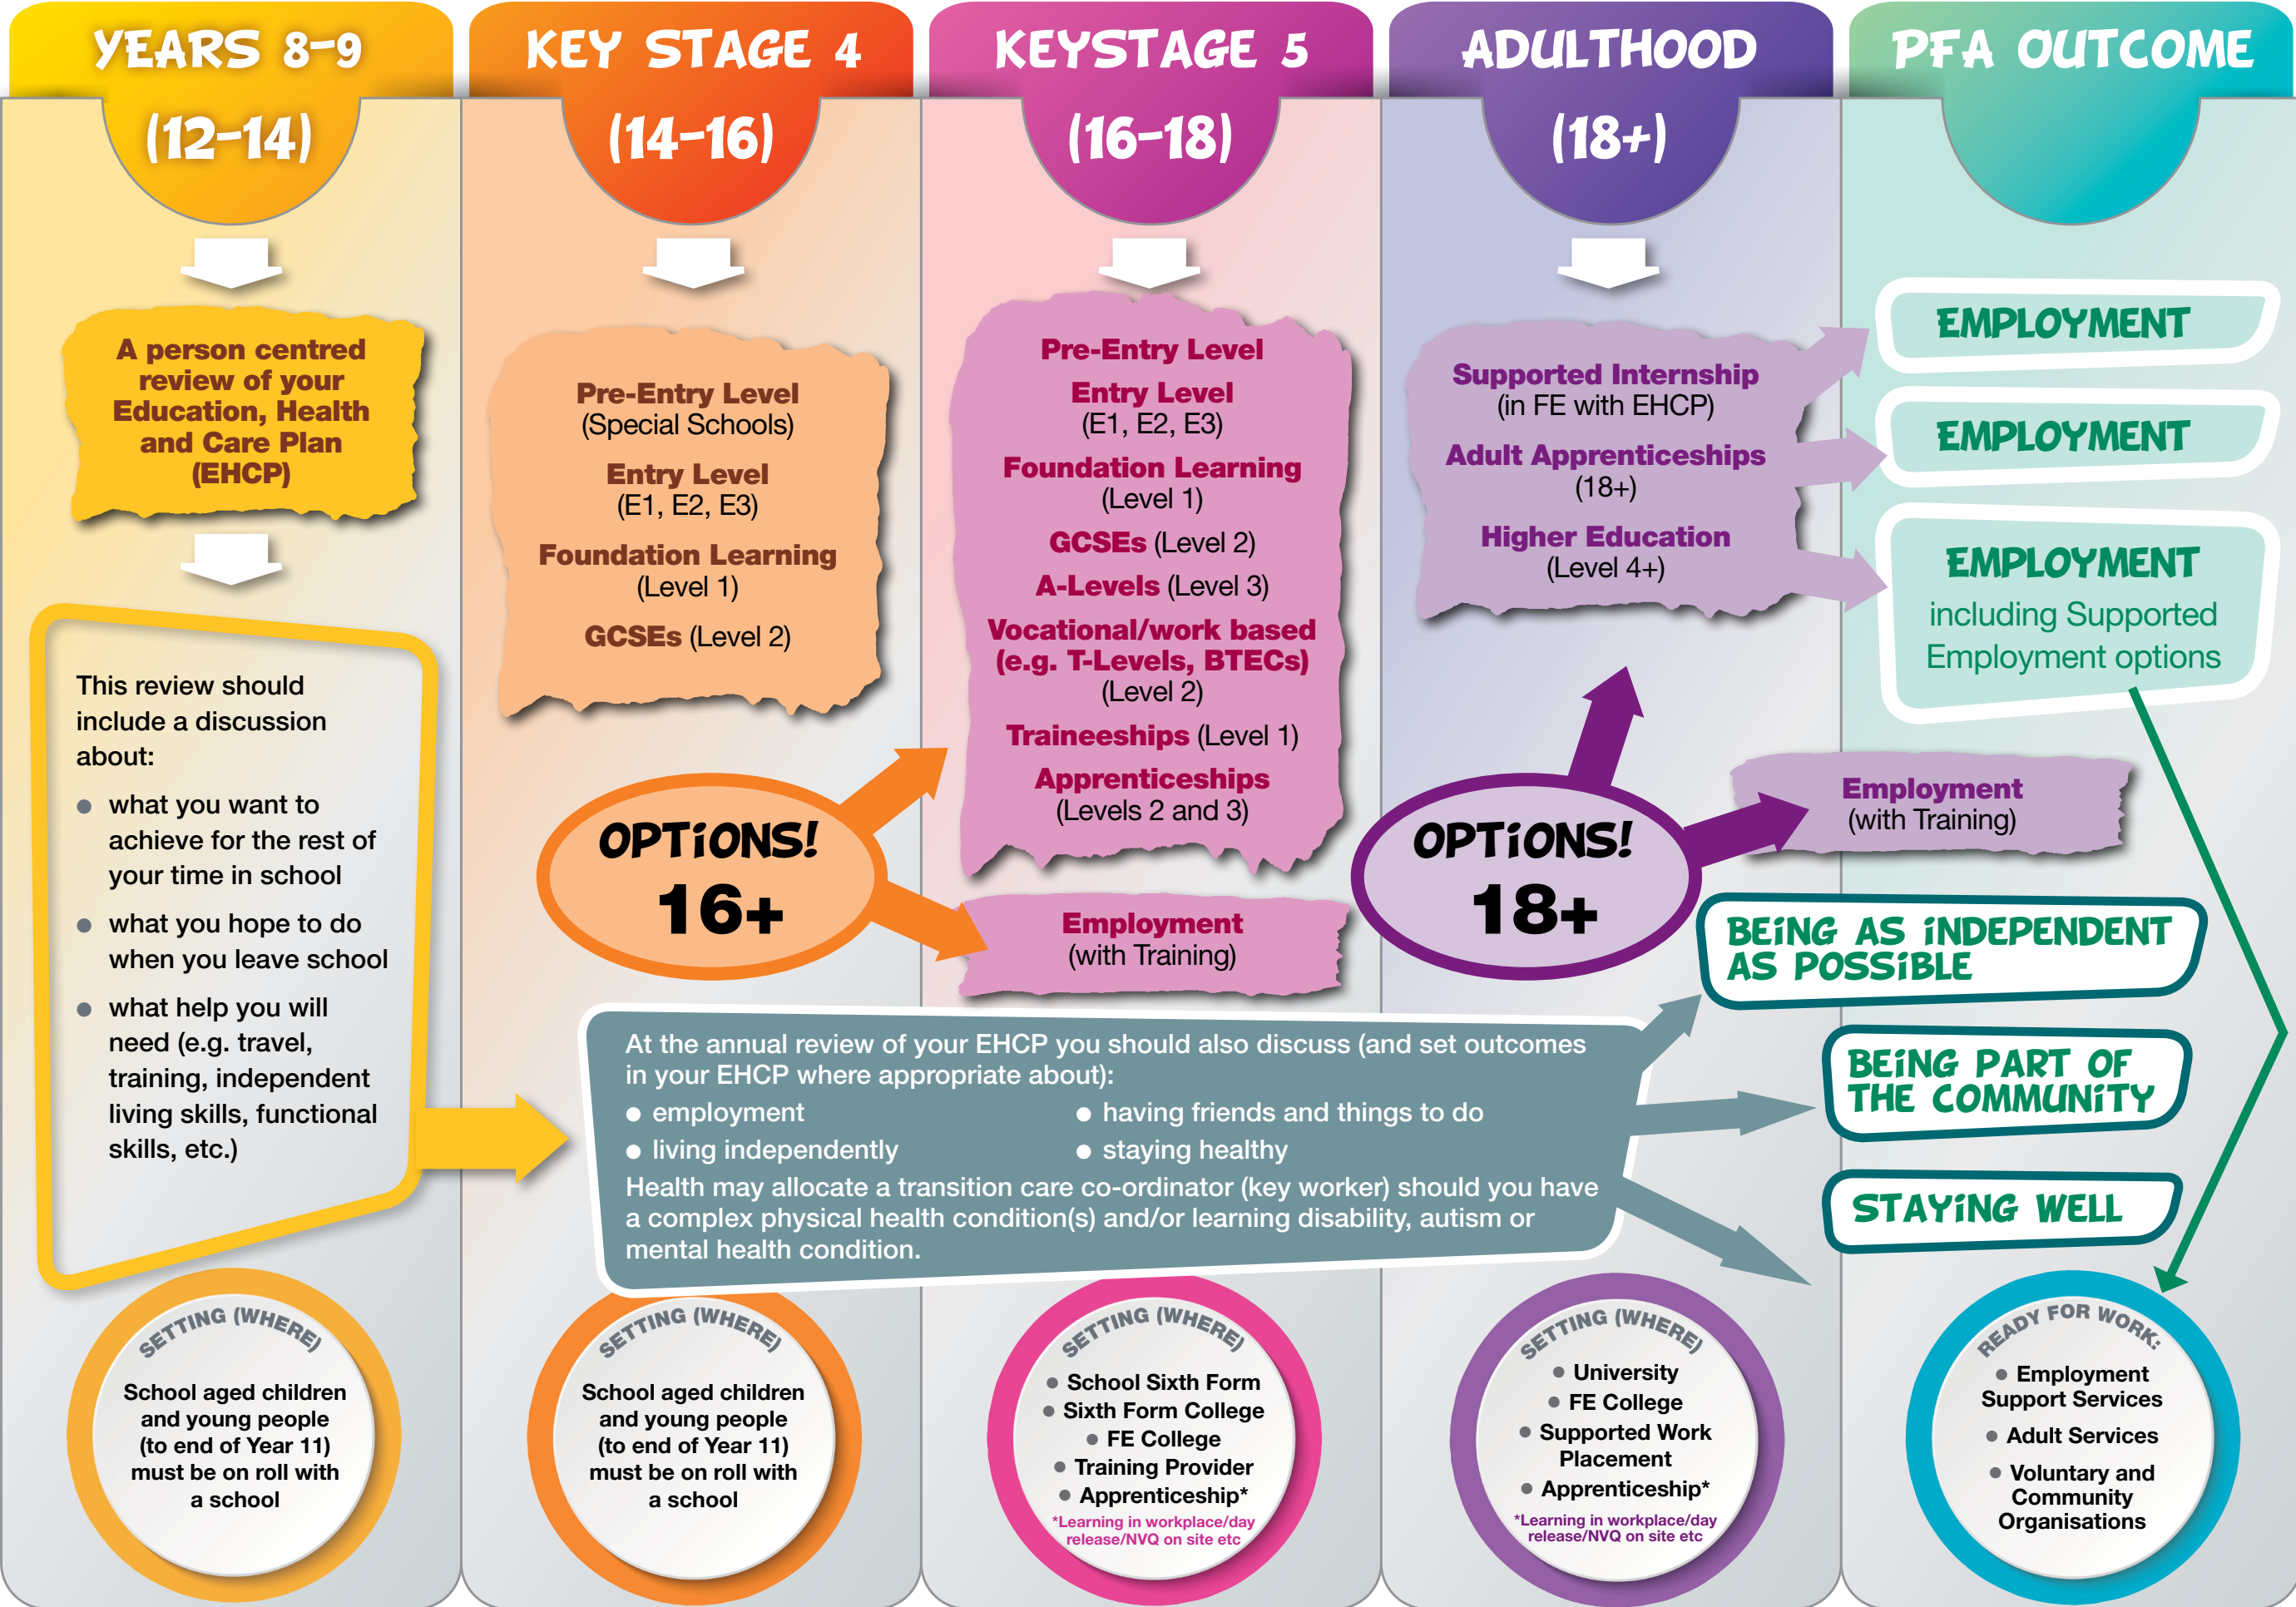 YEARS 8-9
(12-14)
A person centred
review of your
Education, Health
and Care Plan
(EHCP)
This review should
include a discussion
about:
● what you want to
achieve for the rest of
your time in school
● what you hope to do
when you leave school
● what help you will
need (e.g. travel,
training, independent
living skills, functional
skills, etc.)
SETTING (WHERE)
School aged children
and young people
(to end of Year 11)
must be on roll with
a school
KEY STAGE 4
(14-16)
Pre-Entry Level
(Special Schools)
Entry Level
(E1, E2, E3)
Foundation Learning
(Level 1)
GCSEs (Level 2)
OPTIONS!
16+
SETTING (WHERE)
School aged children
and young people
(to end of Year 11)
must be on roll with
a school
KEYSTAGE 5
(16-18)
Pre-Entry Level
Entry Level
(E1, E2, E3)
Foundation Learning
(Level 1)
GCSEs (Level 2)
A-Levels (Level 3)
Vocational/work based
(e.g. T-Levels, BTECs)
(Level 2)
Traineeships (Level 1)
Apprenticeships
(Levels 2 and 3)
Employment
(with Training)
At the annual review of your EHCP you should also discuss (and set outcomes
in your EHCP where appropriate about):
● employment
● living independently
● having friends and things to do
● staying healthy
Health may allocate a transition care co-ordinator (key worker) should you have
a complex physical health condition(s) and/or learning disability, autism or
mental health condition.
SETTING (WHERE)
● School Sixth Form
● Sixth Form College
● FE College
● Training Provider
● Apprenticeship*
*Learning in workplace/day
release/NVQ on site etc
ADULTHOOD
(18+)
Supported Internship
(in FE with EHCP)
Adult Apprenticeships
(18+)
Higher Education
(Level 4+)
OPTIONS!
18+
SETTING (WHERE)
● University
● FE College
● Supported Work
Placement
● Apprenticeship*
*Learning in workplace/day
release/NVQ on site etc
PFA OUTCOME
EMPLOYMENT
EMPLOYMENT
EMPLOYMENT
including Supported
Employment options
Employment
(with Training)
BEING AS INDEPENDENT
AS POSSIBLE
BEING PART OF
THE COMMUNITY
STAYING WELL
READY FOR WORK:
● Employment
Support Services
● Adult Services
● Voluntary and
Community
Organisations